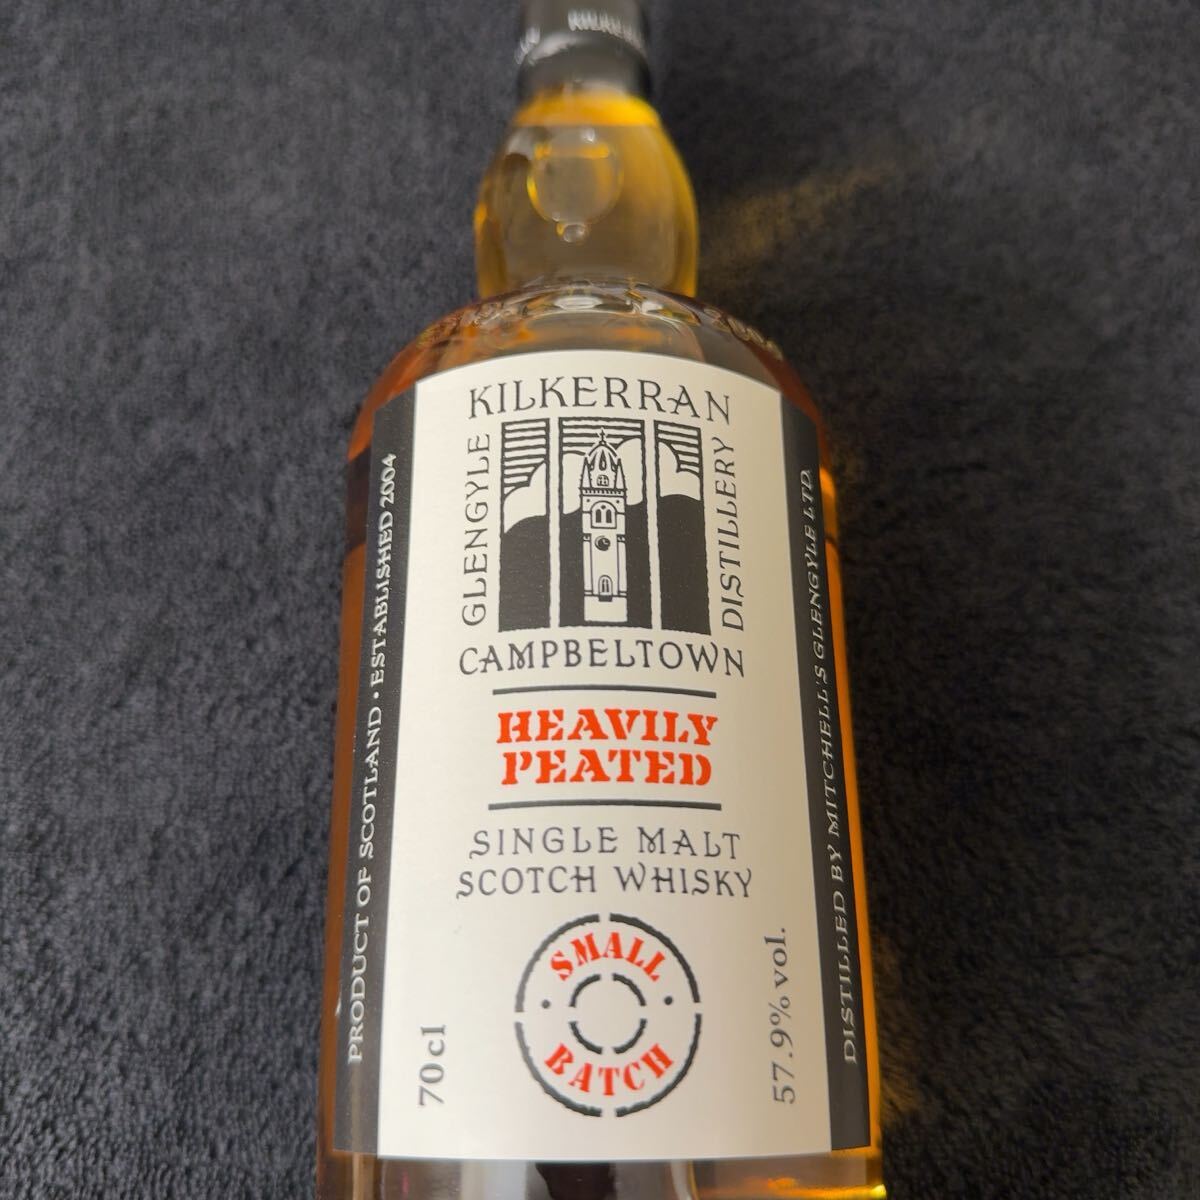 KILKERRAN
GLENGYLE
DISTILLERY
CAMPBELTOWN
HEAVILY
PEATED
SINGLE MALT
SCOTCH WHISKY
SMALL
BATCH
70cl
57.9% vol.
PRODUCT OF SCOTLAND • ESTABLISHED 2004
DISTILLED BY MITCHELL'S GLENGYLE LTD.